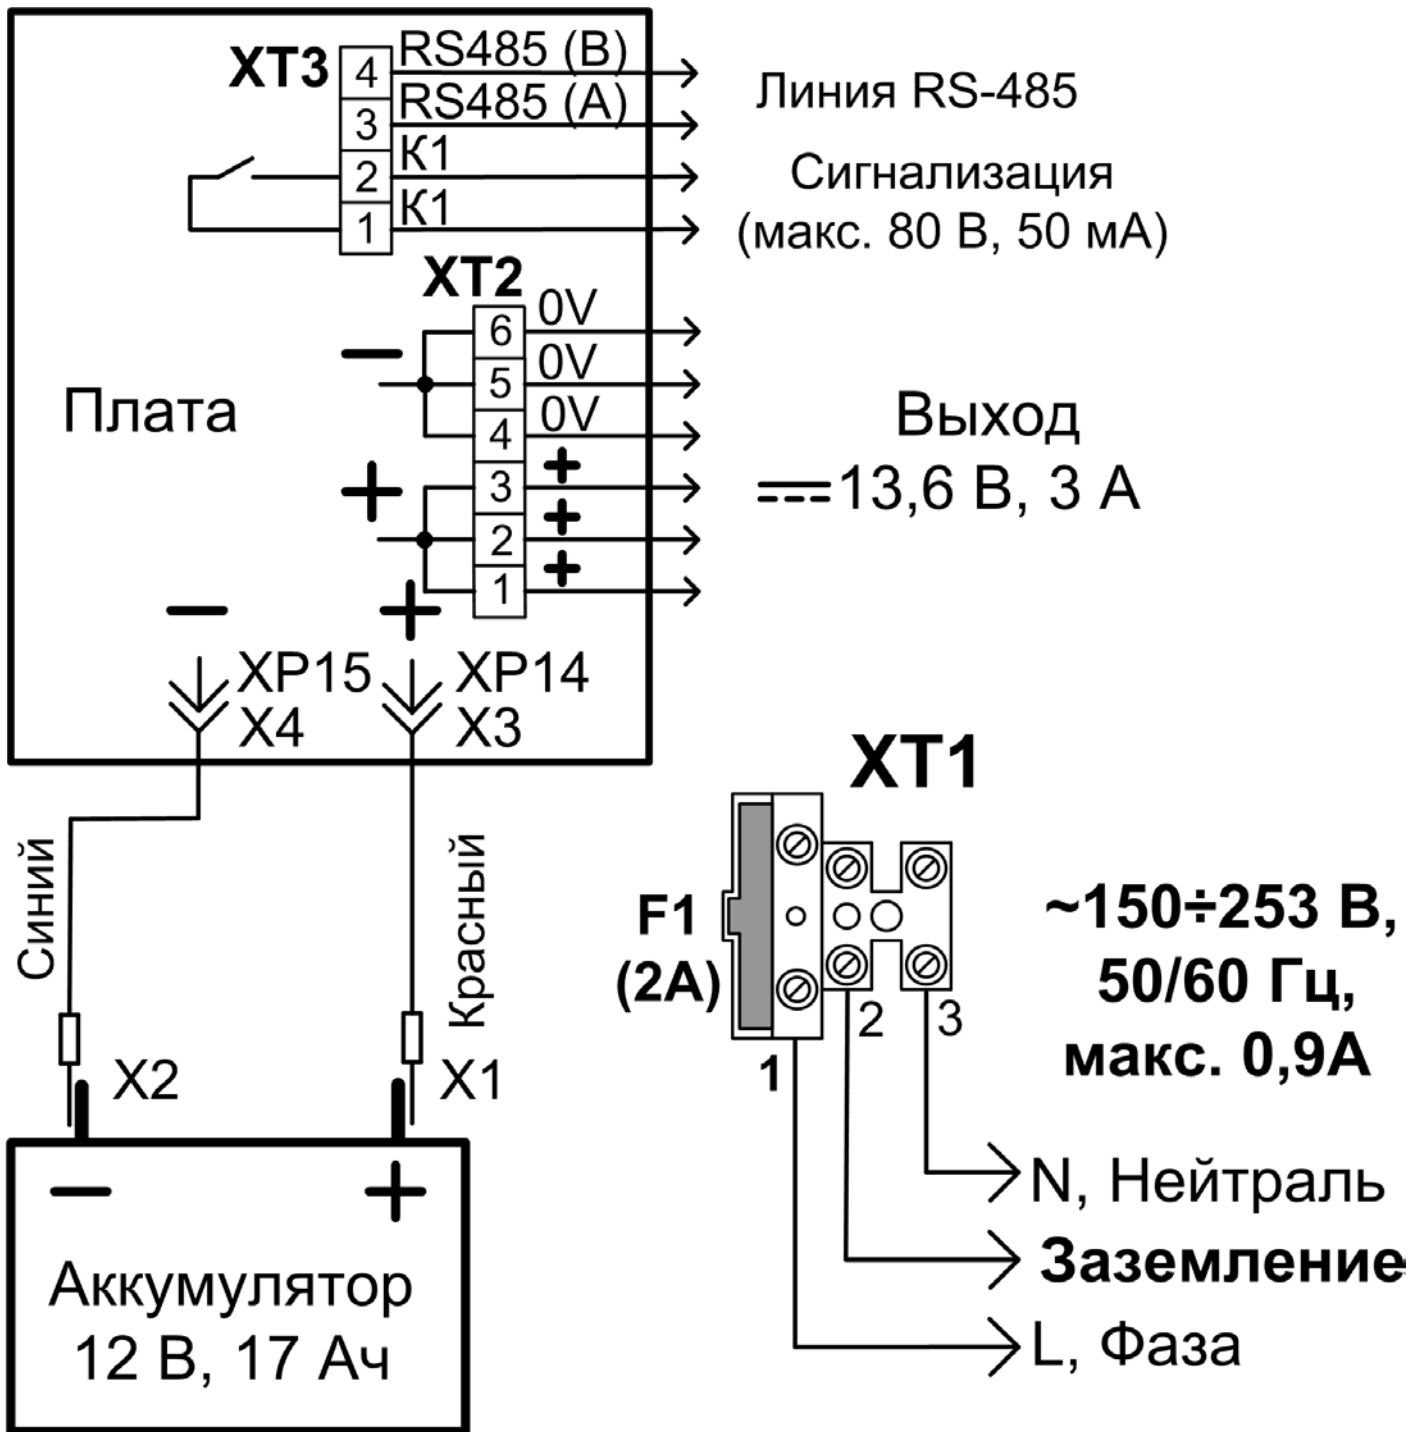 XT3
4 RS485 (B)
3 RS485 (A)
2 К1
1 К1
Линия RS-485
Сигнализация
(макс. 80 В, 50 мА)
XT2
6 0V
5 0V
4 0V
3 +
2 +
1 +
−
+
Плата
Выход
13,6 В, 3 А
− +
XP15 XP14
X4 X3
Синий
Красный
X2 X1
− +
Аккумулятор
12 В, 17 Ач
XT1
F1
(2А)
1 2 3
~150÷253 В,
50/60 Гц,
макс. 0,9А
N, Нейтраль
Заземление
L, Фаза